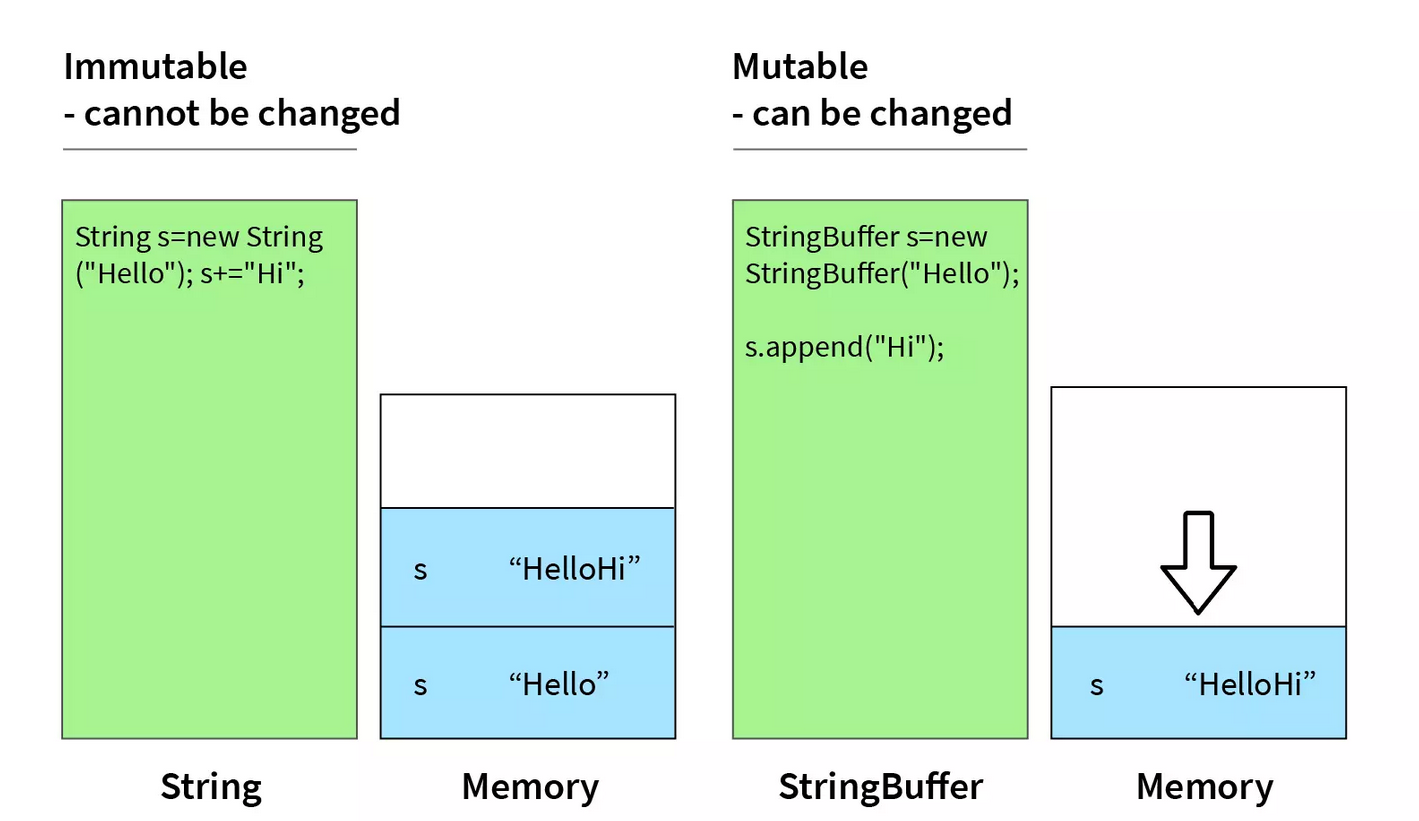 Immutable
- cannot be changed
String s=new String
("Hello"); s+="Hi";
s “HelloHi”
s “Hello”
String
Memory
Mutable
- can be changed
StringBuffer s=new
StringBuffer("Hello");
s.append("Hi");
s “HelloHi”
StringBuffer
Memory